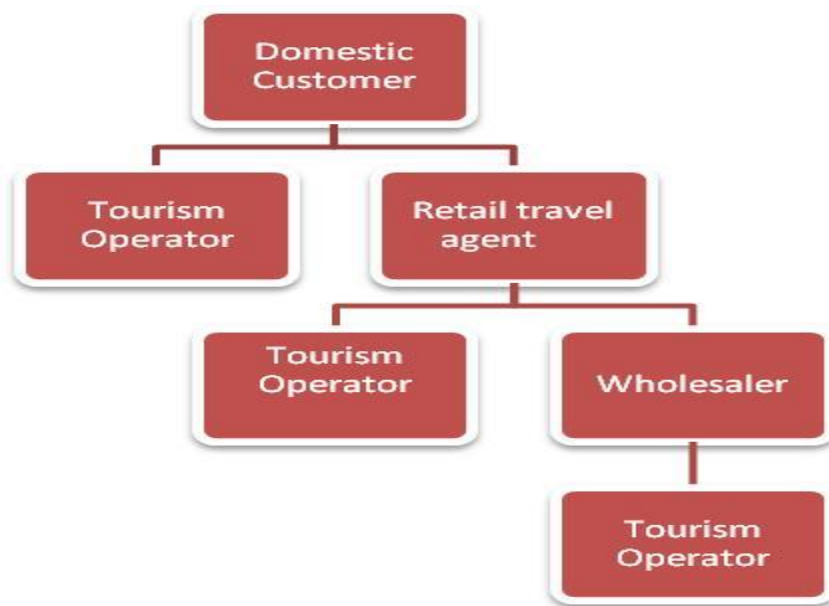 Domestic
Customer
Tourism
Operator
Retail travel
agent
Tourism
Operator
Wholesaler
Tourism
Operator